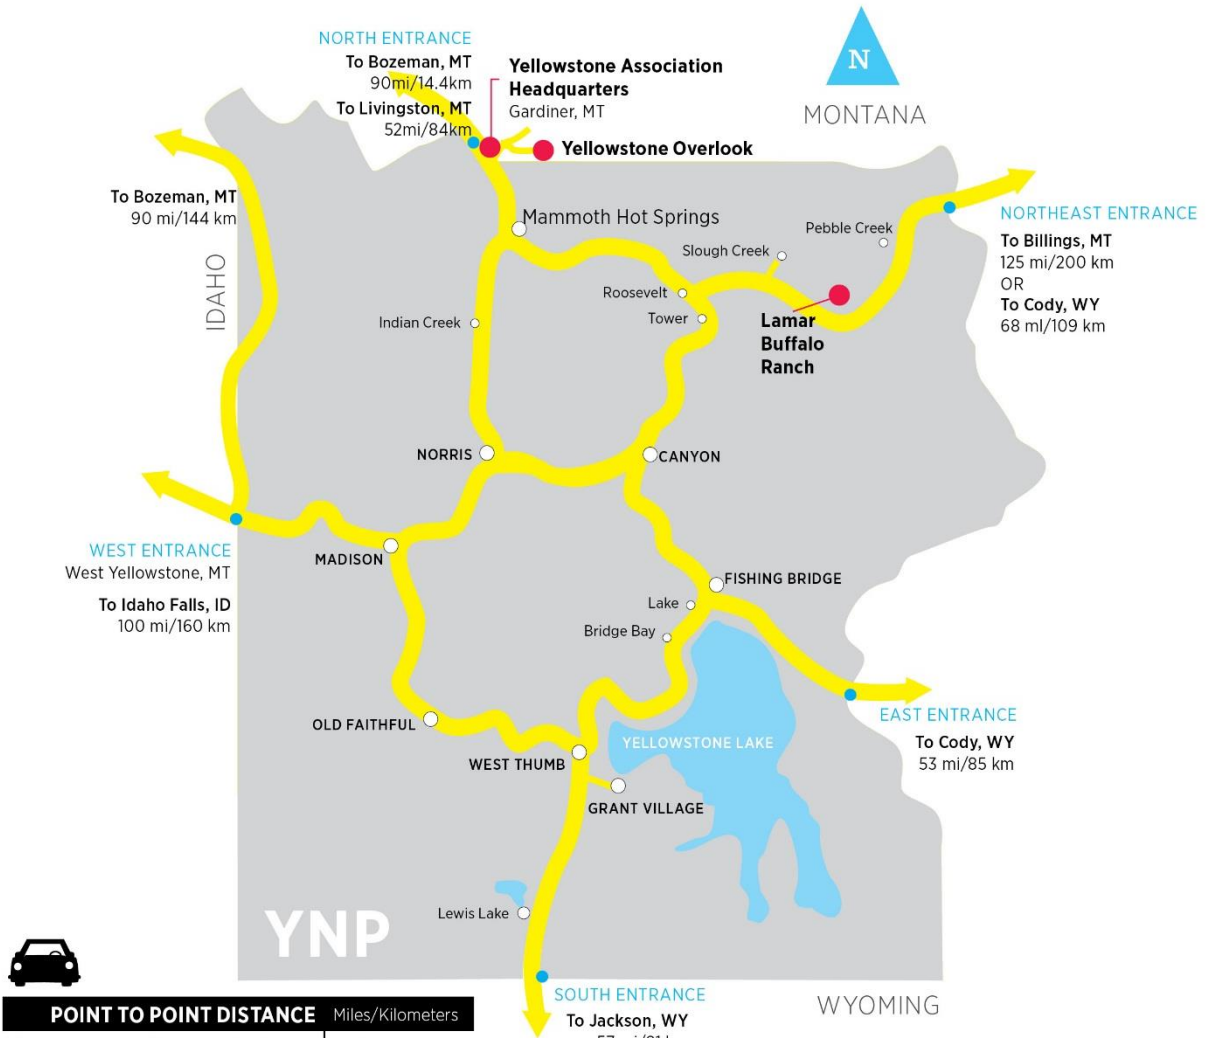 NORTH ENTRANCE
To Bozeman, MT
90mi/14.4km
To Livingston, MT
52mi/84km
Yellowstone Association
Headquarters
Gardiner, MT
Yellowstone Overlook
N
MONTANA
To Bozeman, MT
90 mi/144 km
IDAHO
Mammoth Hot Springs
Pebble Creek
Slough Creek
NORTHEAST ENTRANCE
To Billings, MT
125 mi/200 km
OR
To Cody, WY
68 ml/109 km
Roosevelt
Tower
Indian Creek
Lamar
Buffalo
Ranch
NORRIS
CANYON
WEST ENTRANCE
West Yellowstone, MT
To Idaho Falls, ID
100 mi/160 km
MADISON
FISHING BRIDGE
Lake
Bridge Bay
OLD FAITHFUL
WEST THUMB
YELLOWSTONE LAKE
GRANT VILLAGE
EAST ENTRANCE
To Cody, WY
53 mi/85 km
Lewis Lake
YNP
SOUTH ENTRANCE
To Jackson, WY
WYOMING
POINT TO POINT DISTANCE Miles/Kilometers